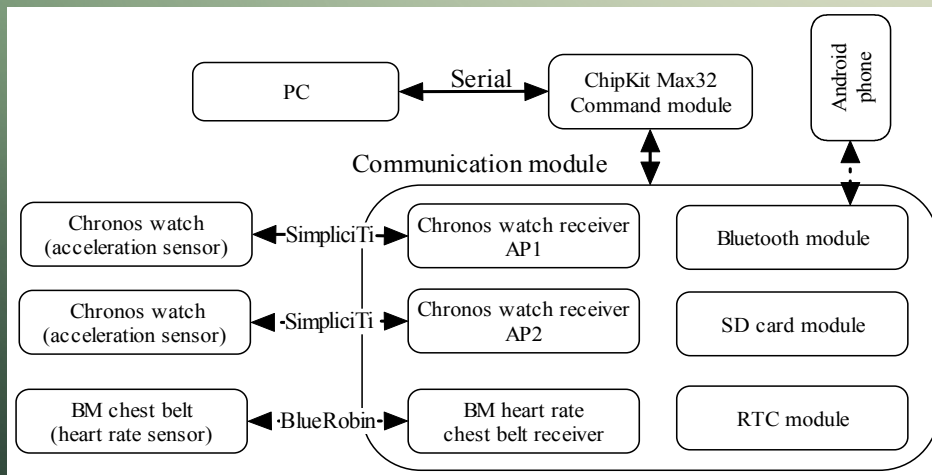 PC
Serial
ChipKit Max32
Command module
Android
phone
Communication module
Chronos watch
(acceleration sensor)
SimpliciTi
Chronos watch receiver
AP1
Bluetooth module
Chronos watch
(acceleration sensor)
SimpliciTi
Chronos watch receiver
AP2
SD card module
BM chest belt
(heart rate sensor)
BlueRobin
BM heart rate
chest belt receiver
RTC module